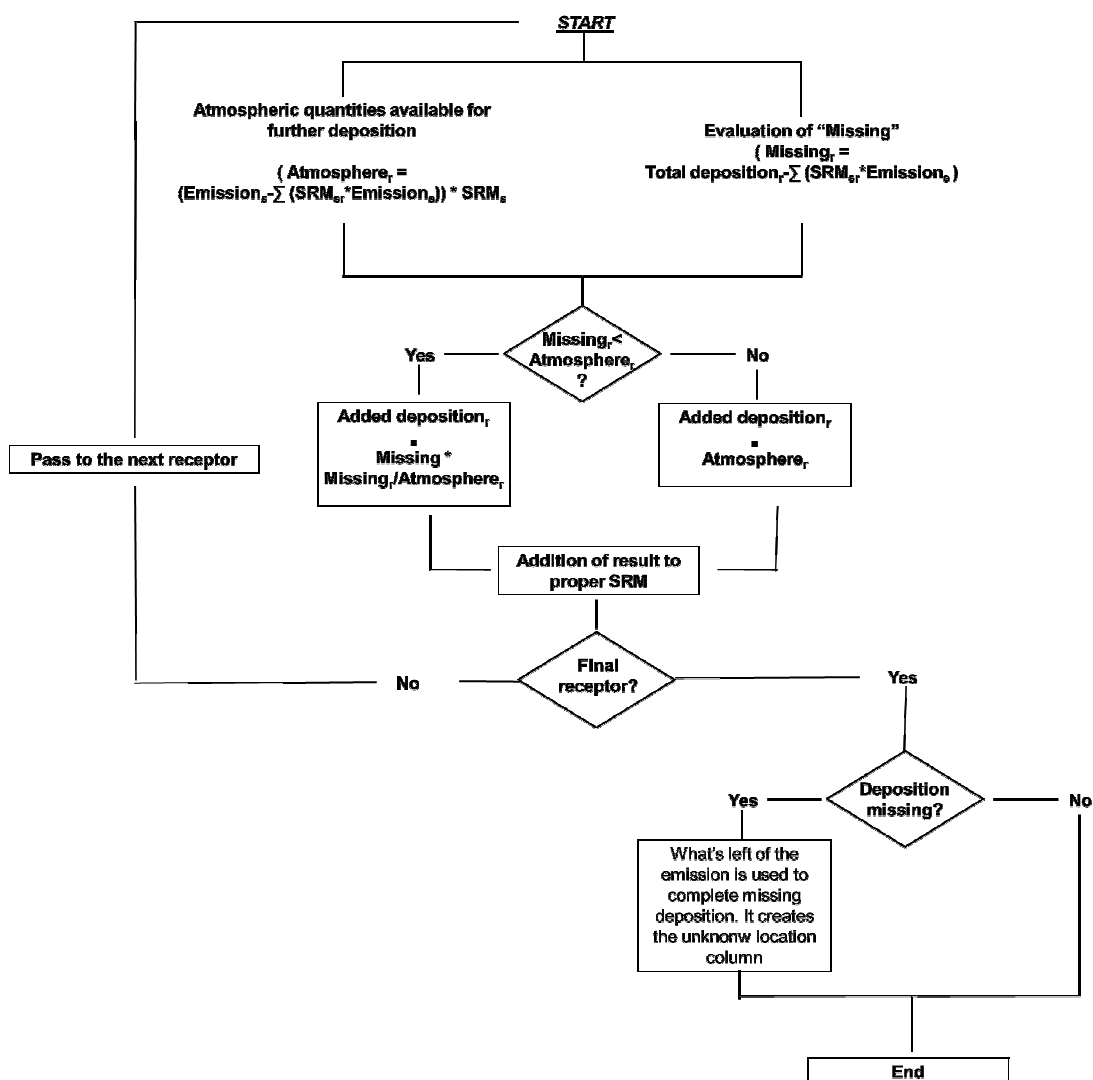 START
Atmospheric quantities available for
further deposition
( Atmosphereᵣ =
(Emissionₛ-∑ (SRMₛᵣ*Emissionₛ)) * SRMₛ
Evaluation of “Missing”
( Missingᵣ =
Total depositionᵣ-∑ (SRMₛᵣ*Emissionₛ)
Missingᵣ<
Atmosphereᵣ
?
Yes
No
Added depositionᵣ
=
Missing *
Missingᵣ/Atmosphereᵣ
Added depositionᵣ
=
Atmosphereᵣ
Pass to the next receptor
Addition of result to
proper SRM
Final
receptor?
No
Yes
Deposition
missing?
Yes
No
What's left of the
emission is used to
complete missing
deposition. It creates
the unknonw location
column
End